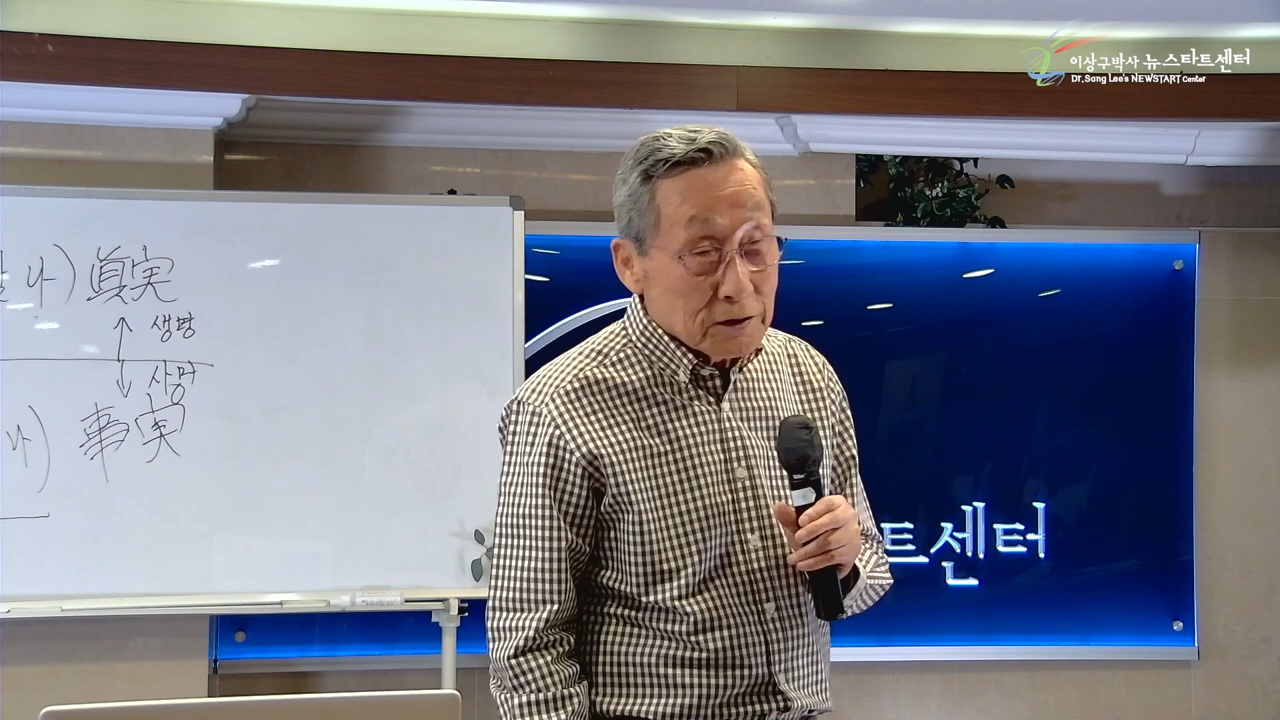 이상구박사 뉴스타트센터
Dr. Sang Lee's NEWSTART Center
나) 眞実
생명
사망
나) 事実
트센터